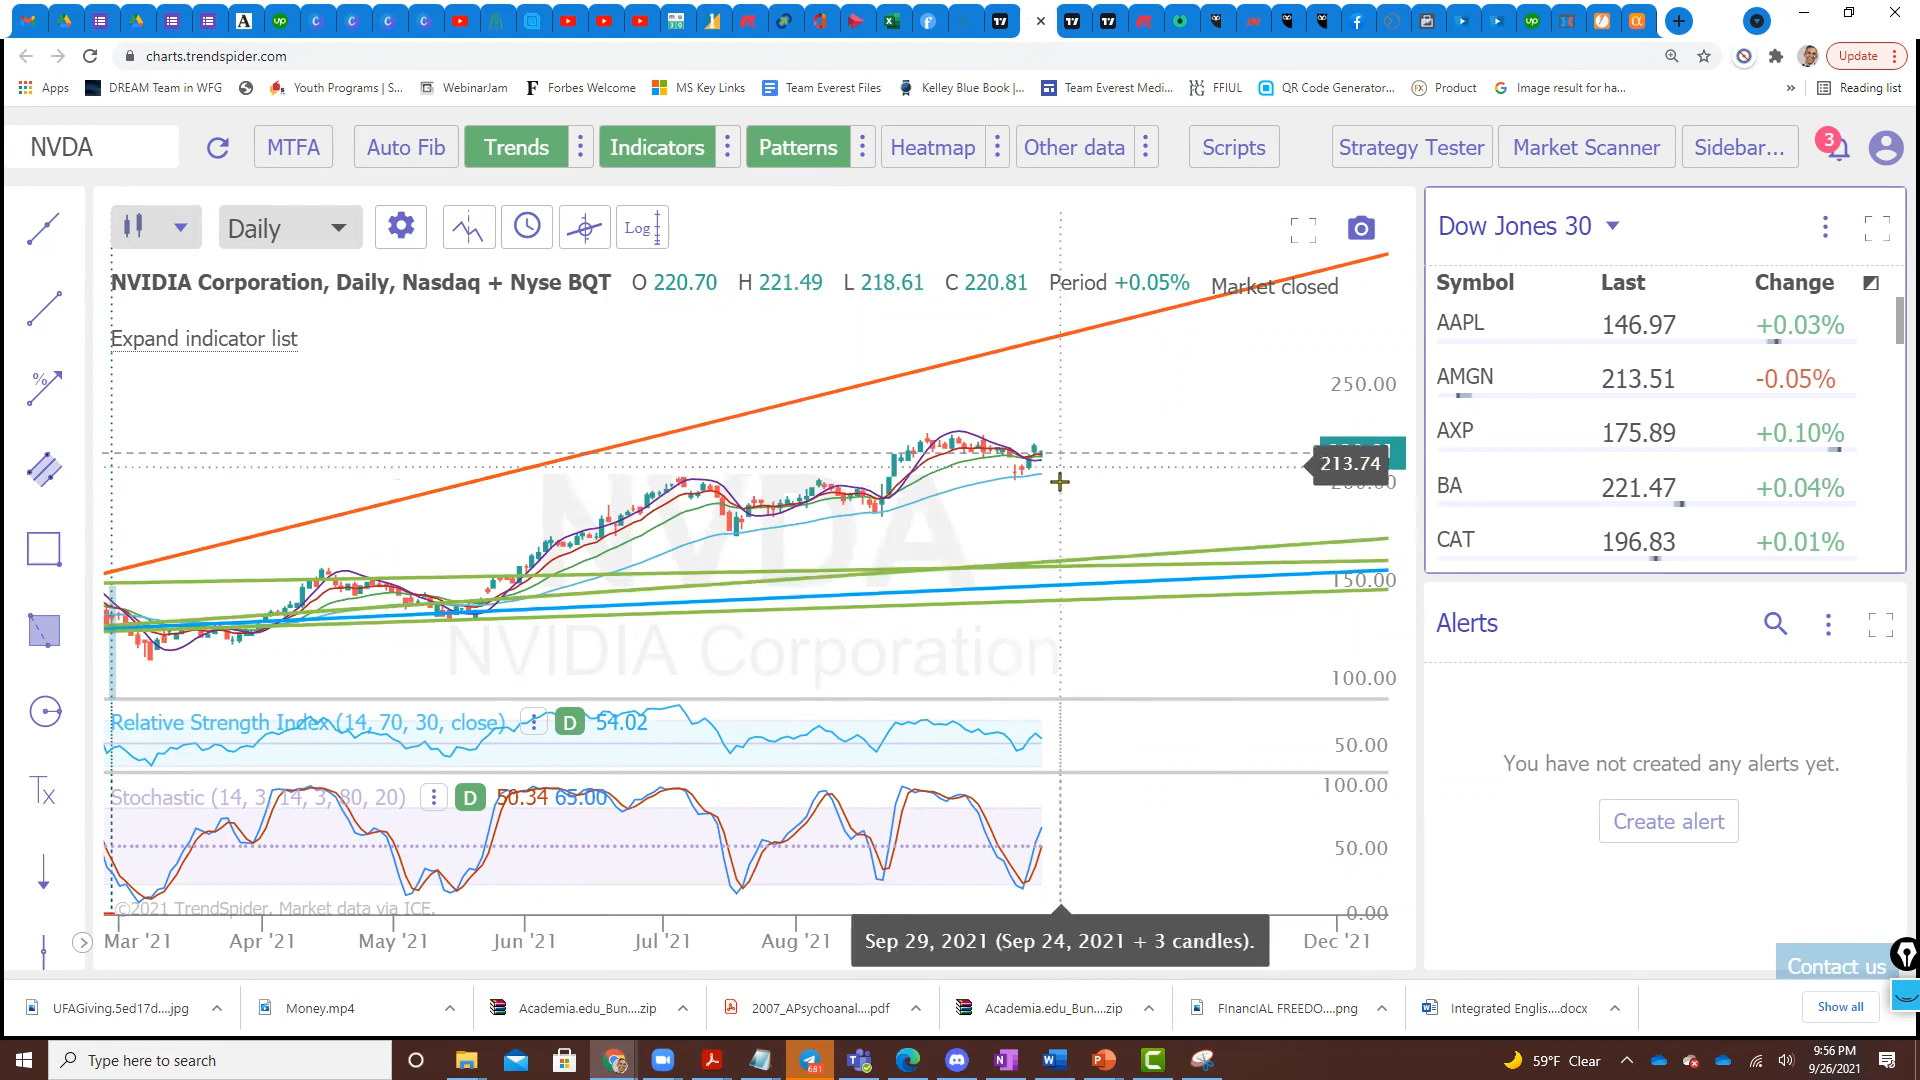 charts.trendspider.com
Update
Apps
DREAM Team in WFG
Youth Programs | S...
WebinarJam
Forbes Welcome
MS Key Links
Team Everest Files
Kelley Blue Book |...
Team Everest Medi...
FFIUL
QR Code Generator...
Product
Image result for ha...
»
Reading list
NVDA
MTFA
Auto Fib
Trends
Indicators
Patterns
Heatmap
Other data
Scripts
Strategy Tester
Market Scanner
Sidebar...
3
Daily
Log
NVIDIA Corporation, Daily, Nasdaq + Nyse BQT O 220.70 H 221.49 L 218.61 C 220.81 Period +0.05% Market closed
Expand indicator list
250.00
213.74
150.00
100.00
NVDA
NVIDIA Corporation
Relative Strength Index (14, 70, 30, close) D 54.02
50.00
Stochastic (14, 3, 14, 3, 80, 20) D 50.34 65.00
100.00
50.00
0.00
©2021 TrendSpider. Market data via ICE.
Mar '21
Apr '21
May '21
Jun '21
Jul '21
Aug '21
Sep 29, 2021 (Sep 24, 2021 + 3 candles).
Dec '21
Dow Jones 30
Symbol Last Change
AAPL 146.97 +0.03%
AMGN 213.51 -0.05%
AXP 175.89 +0.10%
BA 221.47 +0.04%
CAT 196.83 +0.01%
Alerts
You have not created any alerts yet.
Create alert
Contact us
UFAGiving.5ed17d....jpg
Money.mp4
Academia.edu_Bun....zip
2007_APsychoanal....pdf
Academia.edu_Bun....zip
FInancIAL FREEDO....png
Integrated Englis....docx
Show all
Type here to search
681
59°F Clear
9:56 PM
9/26/2021